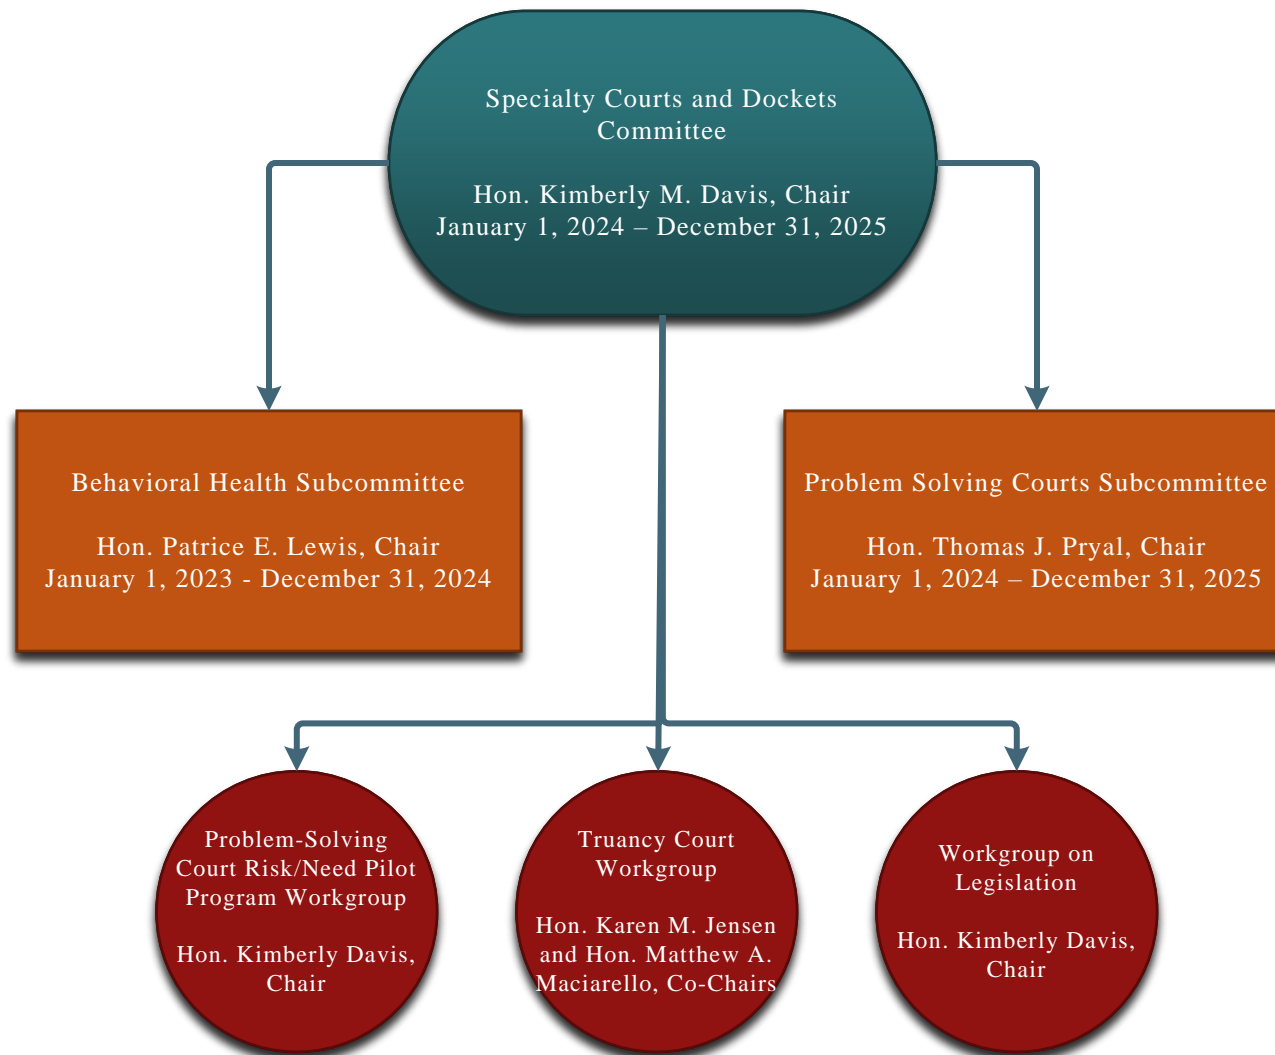 Specialty Courts and Dockets
Committee
Hon. Kimberly M. Davis, Chair
January 1, 2024 – December 31, 2025
Behavioral Health Subcommittee
Hon. Patrice E. Lewis, Chair
January 1, 2023 - December 31, 2024
Problem Solving Courts Subcommittee
Hon. Thomas J. Pryal, Chair
January 1, 2024 – December 31, 2025
Problem-Solving
Court Risk/Need Pilot
Program Workgroup
Hon. Kimberly Davis,
Chair
Truancy Court
Workgroup
Hon. Karen M. Jensen
and Hon. Matthew A.
Maciarello, Co-Chairs
Workgroup on
Legislation
Hon. Kimberly Davis,
Chair